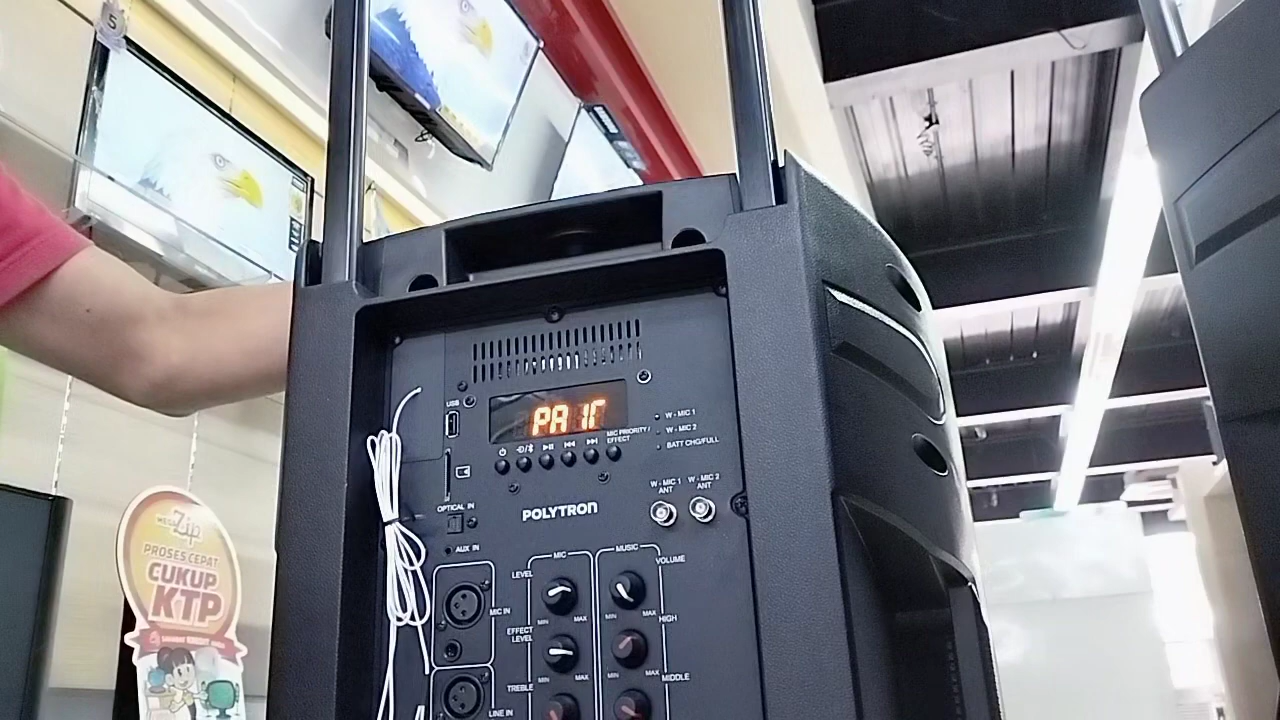 5
USB
PAIR
MIC PRIORITY /
EFFECT
W - MIC 1
W - MIC 2
BATT CHG/FULL
OPTICAL IN
POLYTRON
W - MIC 1
ANT
W - MIC 2
ANT
AUX IN
MIC
MUSIC
LEVEL
VOLUME
MIN
MAX
MIN
MAX
MIC IN
HIGH
EFFECT
LEVEL
MIN
MAX
MIN
MAX
TREBLE
MIDDLE
LINE IN
MEGA Zip
PROSES CEPAT
CUKUP
KTP